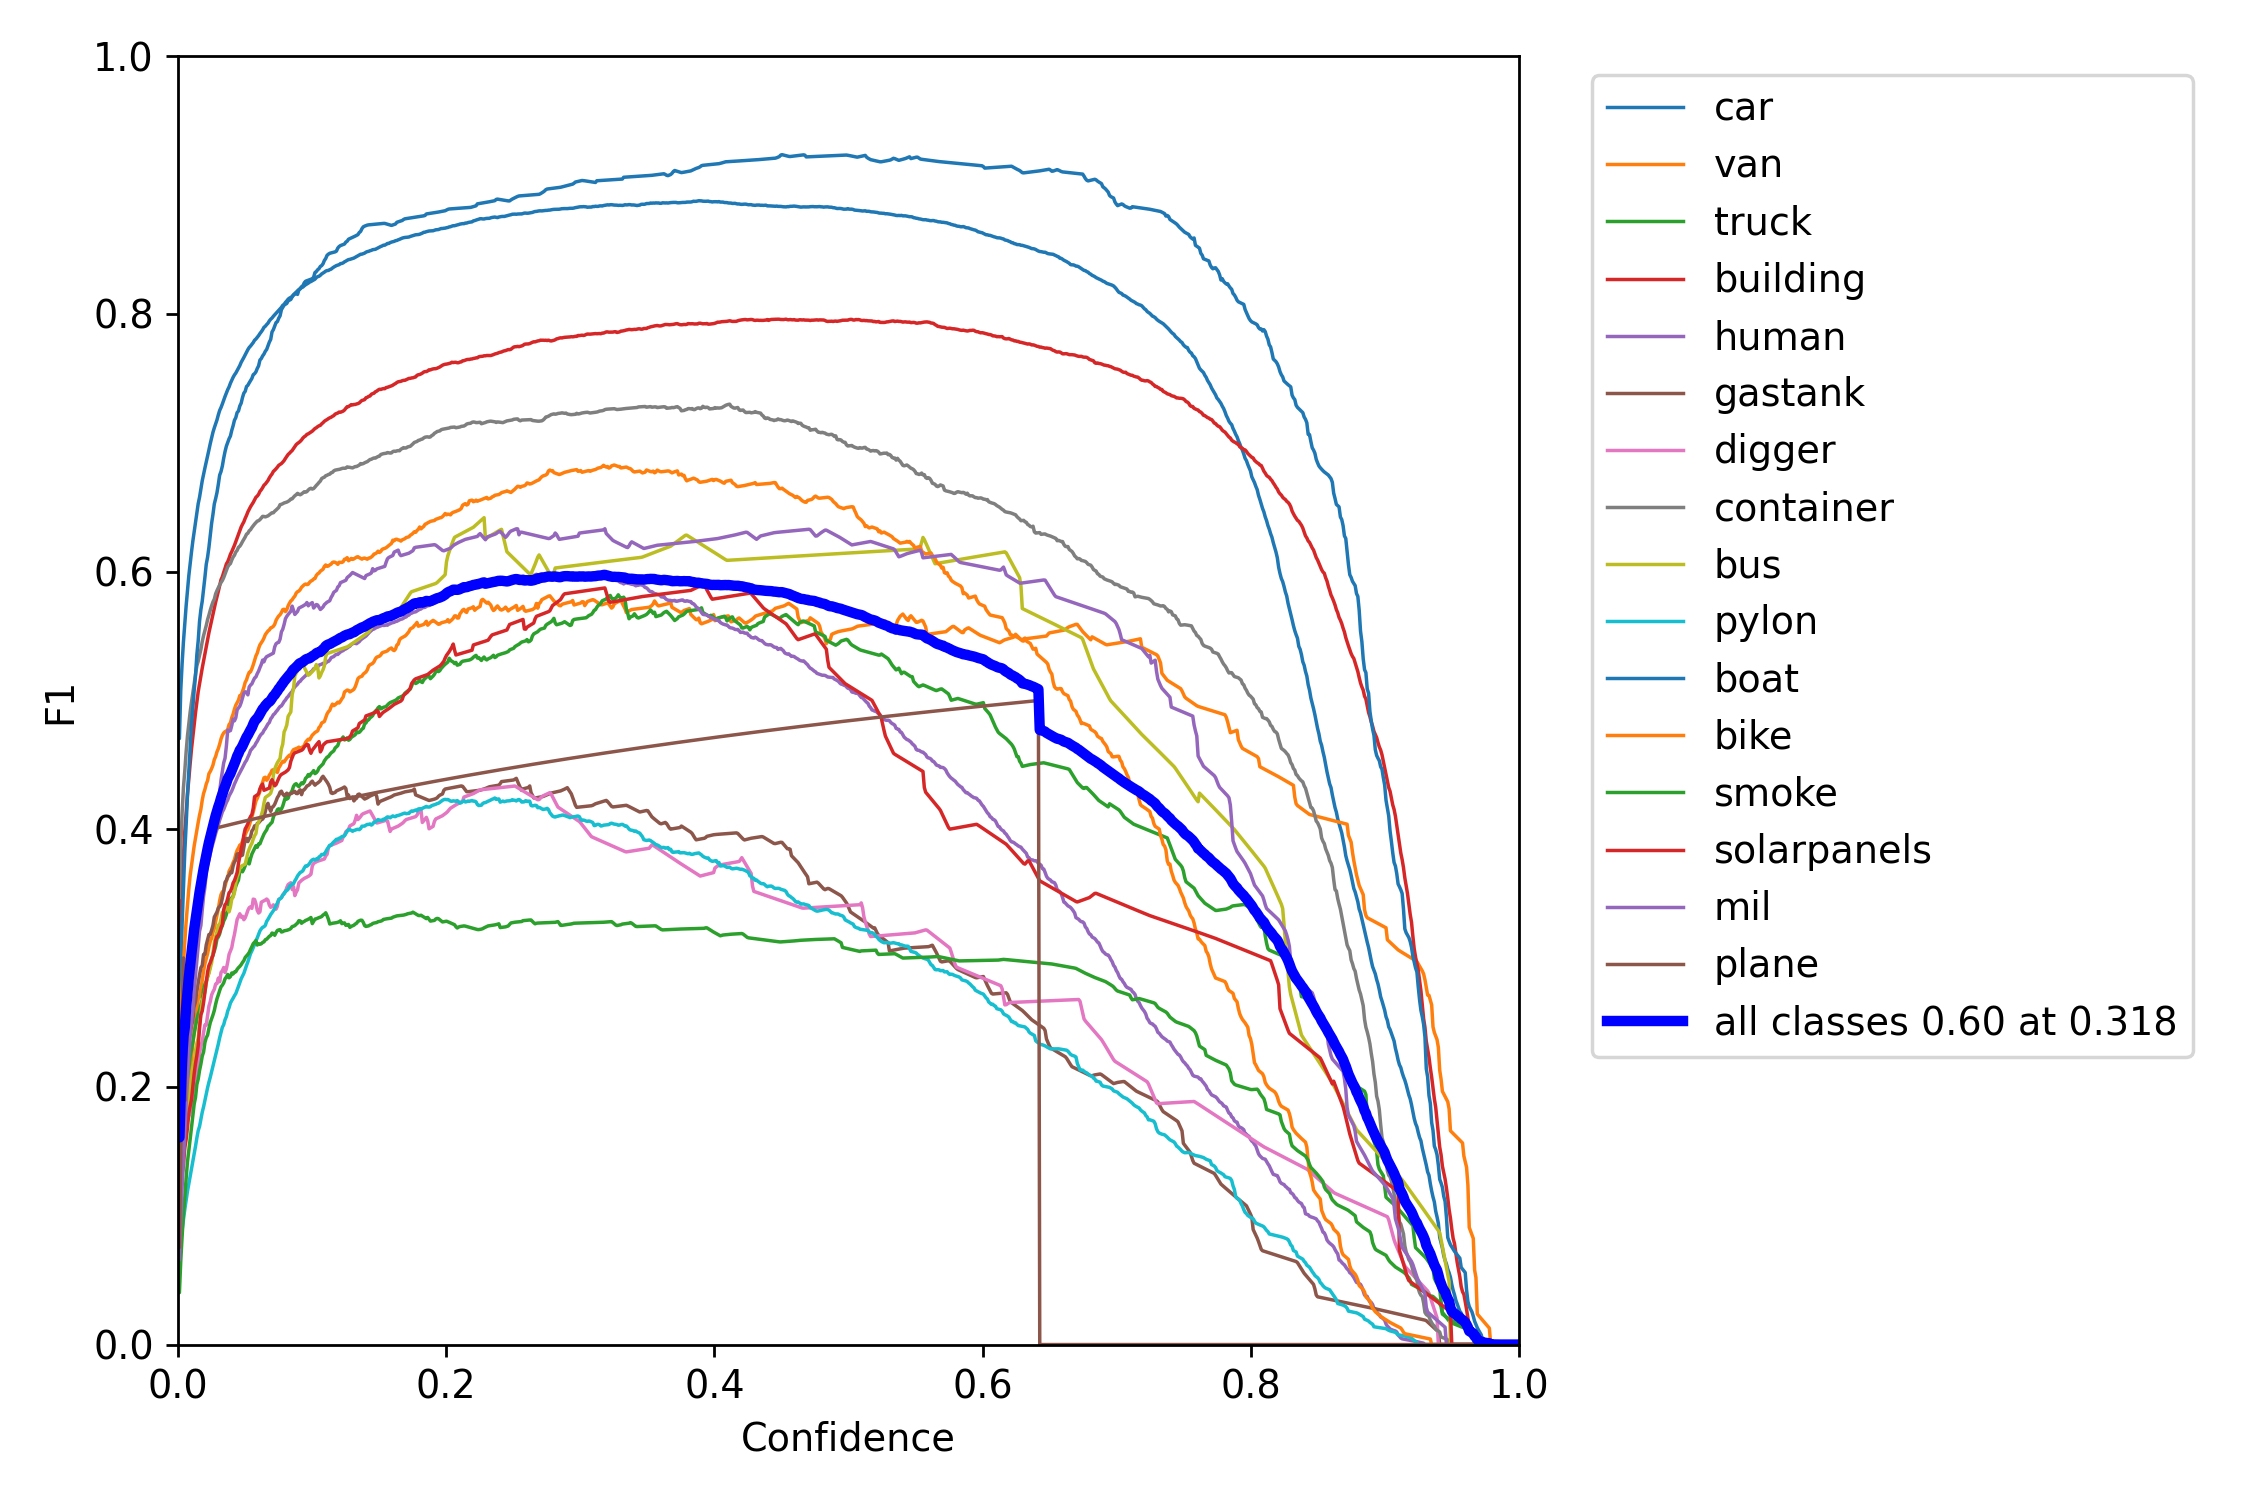 1.0
0.8
0.6
0.4
0.2
0.0
F1
0.0 0.2 0.4 0.6 0.8 1.0
Confidence
car
van
truck
building
human
gastank
digger
container
bus
pylon
boat
bike
smoke
solarpanels
mil
plane
all classes 0.60 at 0.318